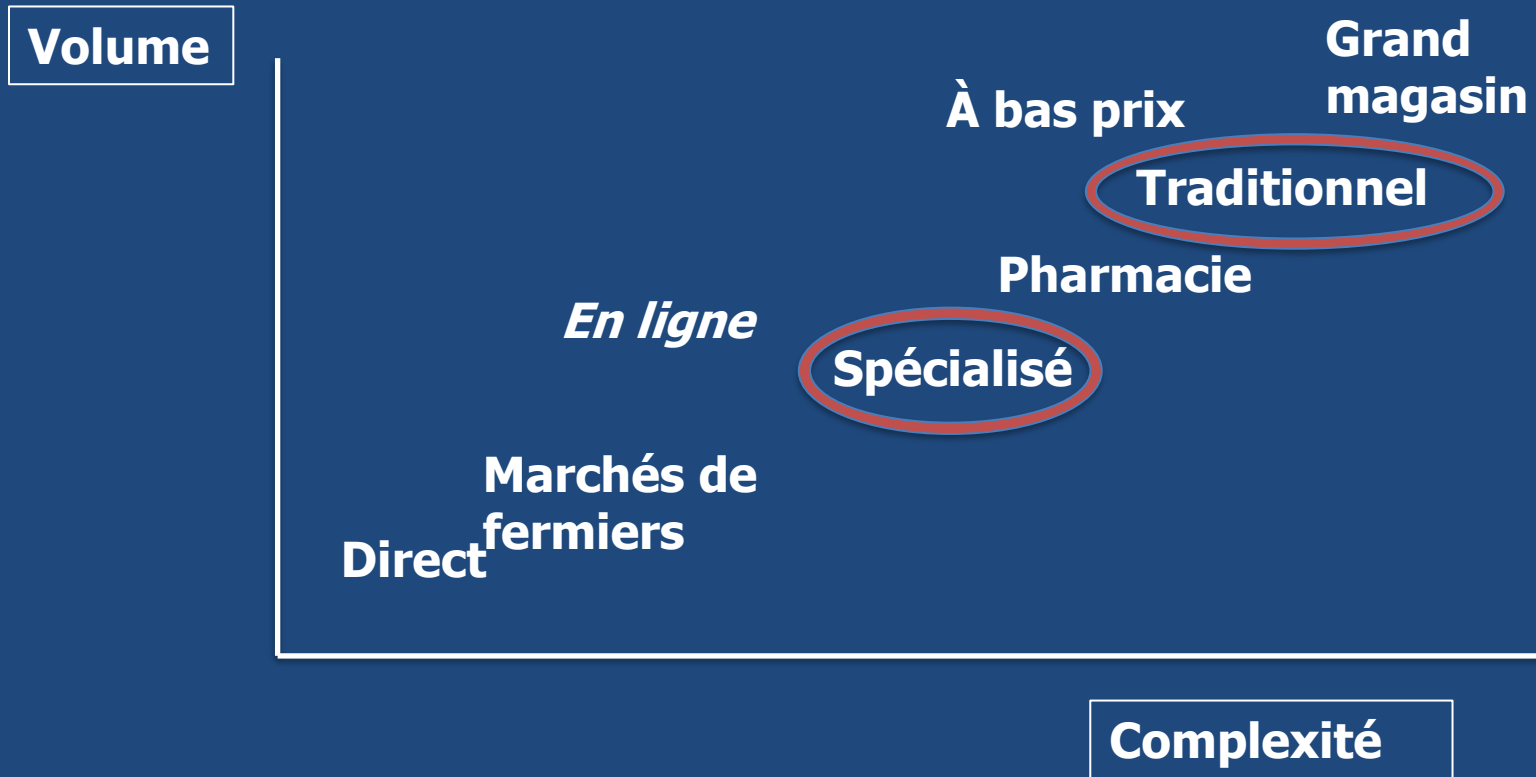 Volume
Grand
magasin
À bas prix
Traditionnel
Pharmacie
En ligne
Spécialisé
Marchés de
fermiers
Direct
Complexité